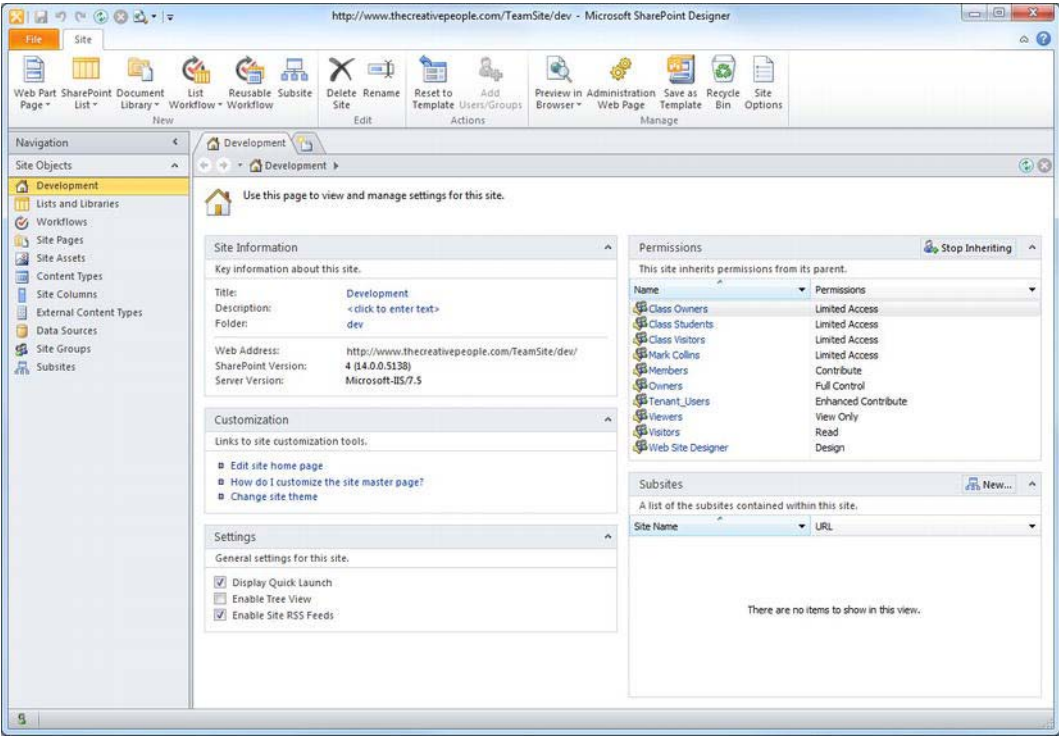 http://www.thecreativepeople.com/TeamSite/dev - Microsoft SharePoint Designer
File Site
Web Part Page
SharePoint List
Document Library
List Workflow
Reusable Workflow
Subsite
New
Delete Site
Rename
Edit
Reset to Template
Add Users/Groups
Actions
Preview in Browser
Administration Web Page
Save as Template
Recycle Bin
Site Options
Manage
Navigation
Site Objects
Development
Lists and Libraries
Workflows
Site Pages
Site Assets
Content Types
Site Columns
External Content Types
Data Sources
Site Groups
Subsites
Development
Development
Use this page to view and manage settings for this site.
Site Information
Key information about this site.
Title: Development
Description: <click to enter text>
Folder: dev
Web Address: http://www.thecreativepeople.com/TeamSite/dev/
SharePoint Version: 4 (14.0.0.5138)
Server Version: Microsoft-IIS/7.5
Customization
Links to site customization tools.
Edit site home page
How do I customize the site master page?
Change site theme
Settings
General settings for this site.
Display Quick Launch
Enable Tree View
Enable Site RSS Feeds
Permissions Stop Inheriting
This site inherits permissions from its parent.
Name Permissions
Class Owners Limited Access
Class Students Limited Access
Class Visitors Limited Access
Mark Collins Limited Access
Members Contribute
Owners Full Control
Tenant_Users Enhanced Contribute
Viewers View Only
Visitors Read
Web Site Designer Design
Subsites New...
A list of the subsites contained within this site.
Site Name URL
There are no items to show in this view.